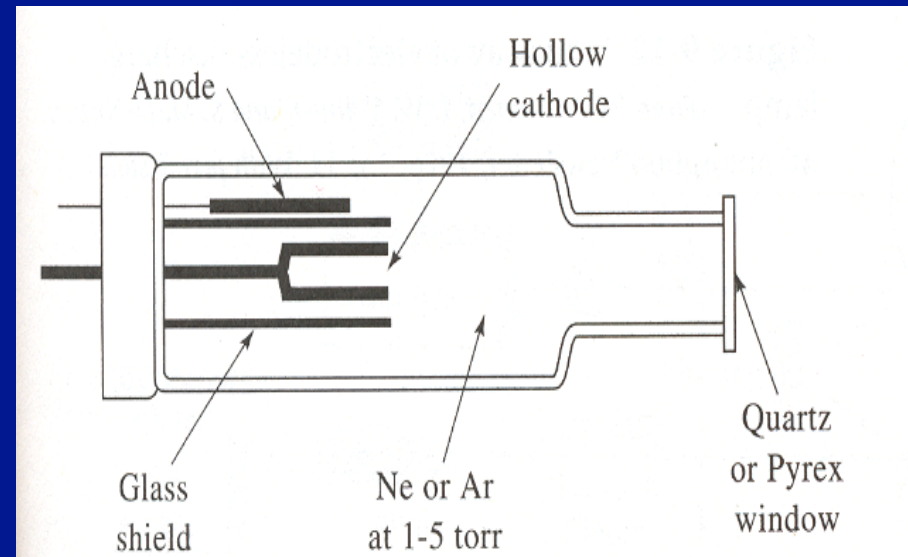 Hollow
cathode
Anode
Glass
shield
Ne or Ar
at 1-5 torr
Quartz
or Pyrex
window